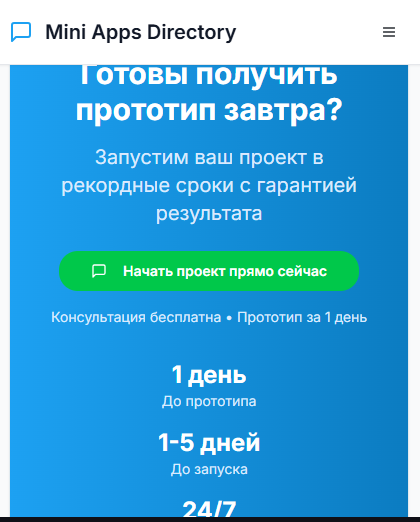 Mini Apps Directory
Готовы получить
прототип завтра?
Запустим ваш проект в
рекордные сроки с гарантией
результата
Начать проект прямо сейчас
Консультация бесплатна • Прототип за 1 день
1 день
До прототипа
1-5 дней
До запуска
24/7